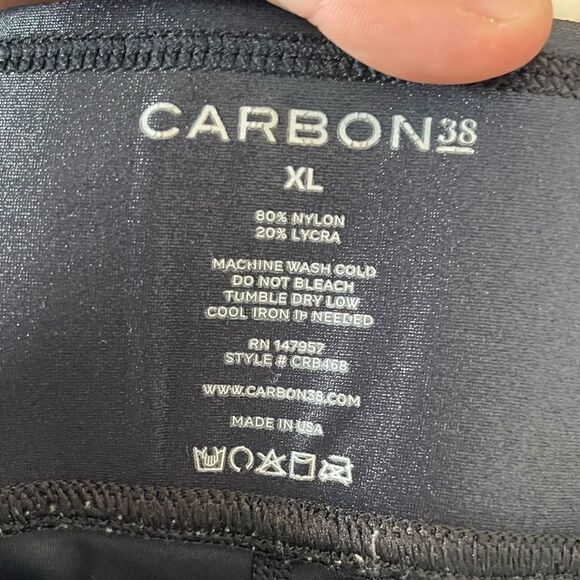 CARBON38
XL
80% NYLON
20% LYCRA
MACHINE WASH COLD
DO NOT BLEACH
TUMBLE DRY LOW
COOL IRON IF NEEDED
RN 147957
STYLE # CRB468
WWW.CARBON38.COM
MADE IN USA